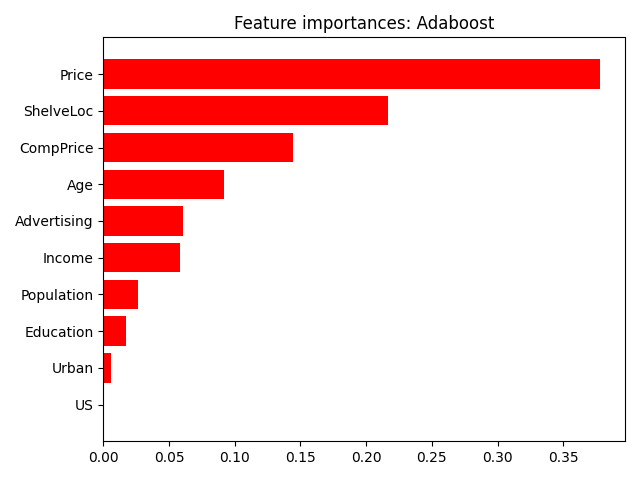 Feature importances: Adaboost
Price
ShelveLoc
CompPrice
Age
Advertising
Income
Population
Education
Urban
US
0.00 0.05 0.10 0.15 0.20 0.25 0.30 0.35